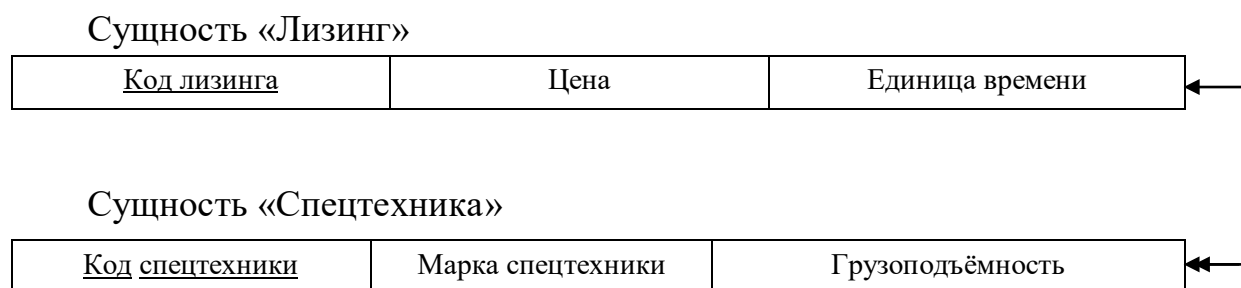 Сущность «Лизинг»
Код лизинга Цена Единица времени
Сущность «Спецтехника»
Код спецтехники Марка спецтехники Грузоподъёмность